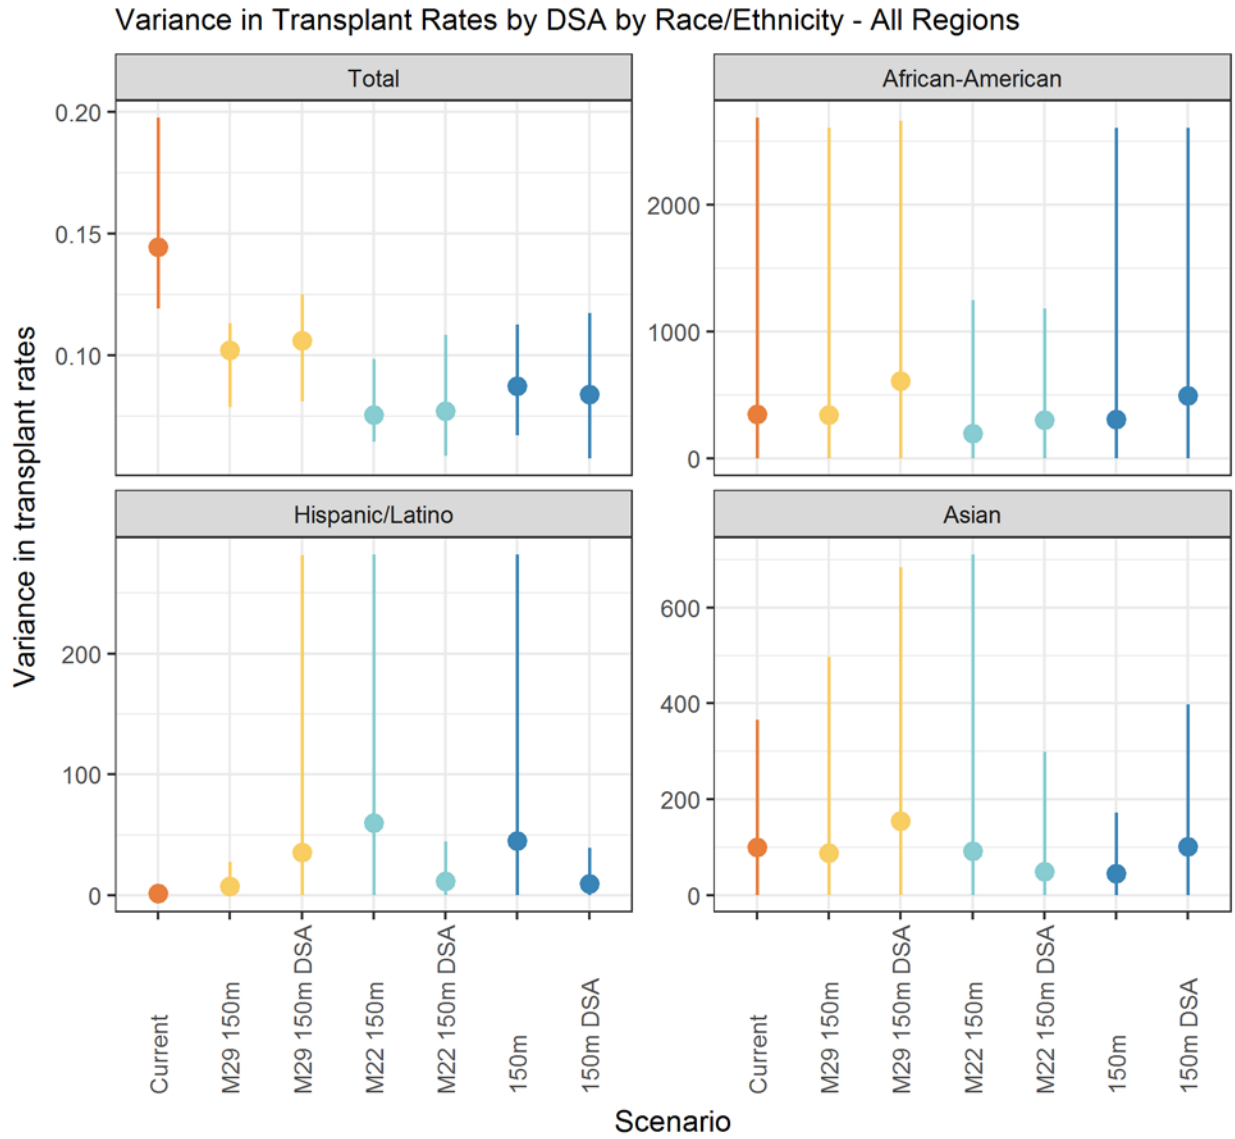 Variance in Transplant Rates by DSA by Race/Ethnicity - All Regions
Total
African-American
0.20
0.15
0.10
2000
1000
0
Hispanic/Latino
Asian
200
100
0
600
400
200
0
Variance in transplant rates
Current
M29 150m
M29 150m DSA
M22 150m
M22 150m DSA
150m
150m DSA
Current
M29 150m
M29 150m DSA
M22 150m
M22 150m DSA
150m
150m DSA
Scenario